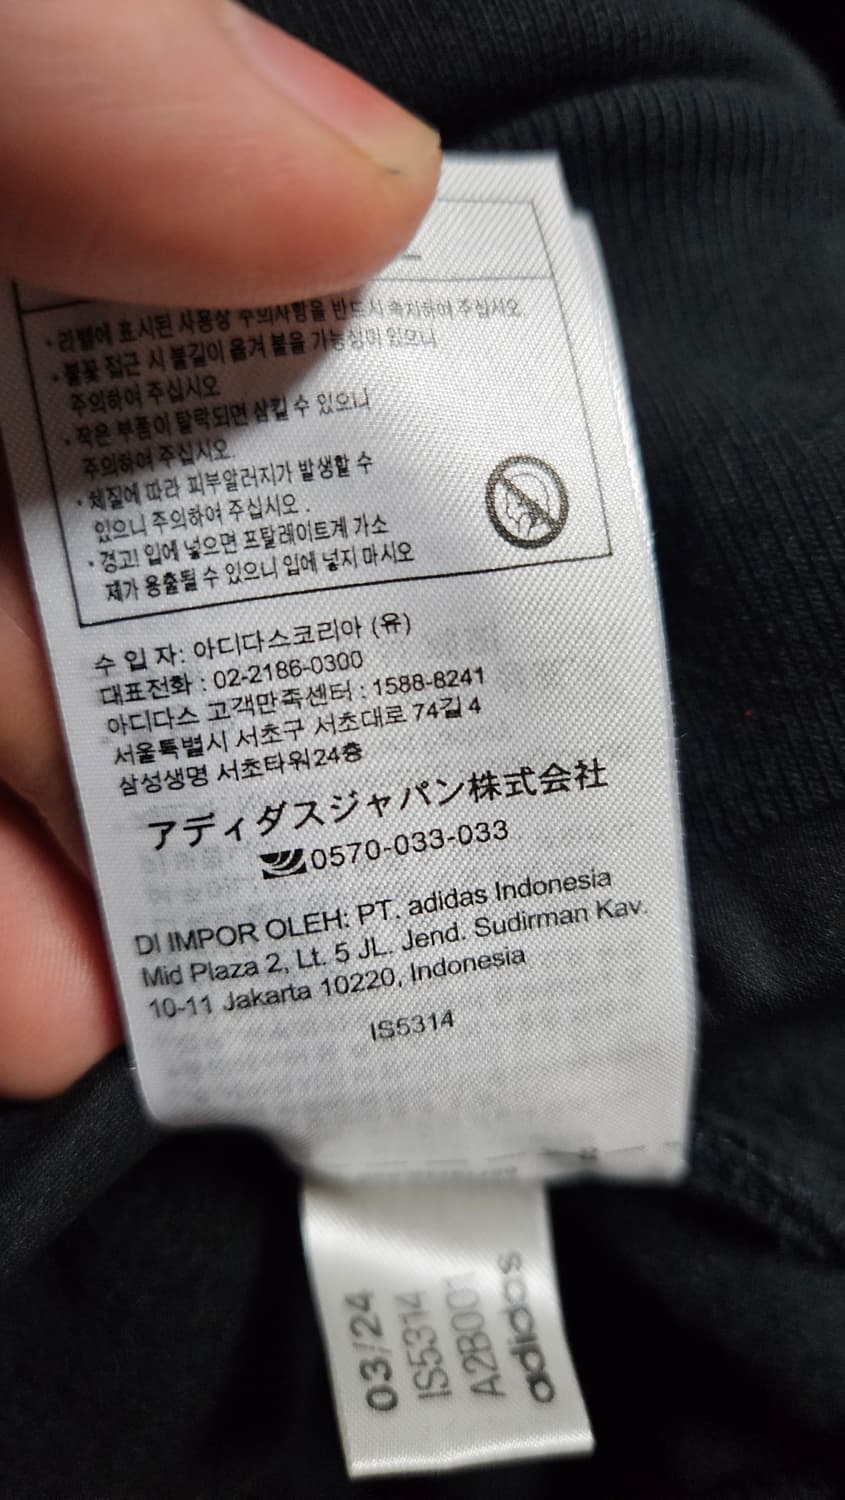 · 라벨에 표시된 사용상 주의사항을 반드시 숙지하여 주십시오
· 불꽃 접근 시 불길이 옮겨 붙을 가능성이 있으니
주의하여 주십시오
· 작은 부품이 탈락되면 삼킬 수 있으니
주의하여 주십시오.
· 체질에 따라 피부알러지가 발생할 수
있으니 주의하여 주십시오 .
· 경고! 입에 넣으면 프탈레이트계 가소
제가 용출될 수 있으니 입에 넣지 마시오
수 입 자: 아디다스코리아 (유)
대표전화 : 02-2186-0300
아디다스 고객만족센터 : 1588-8241
서울특별시 서초구 서초대로 74길 4
삼성생명 서초타워24층
アディダスジャパン株式会社
0570-033-033
DI IMPOR OLEH: PT. adidas Indonesia
Mid Plaza 2, Lt. 5 JL. Jend. Sudirman Kav.
10-11 Jakarta 10220, Indonesia
IS5314
03/24
IS5314
A2B001
adidas